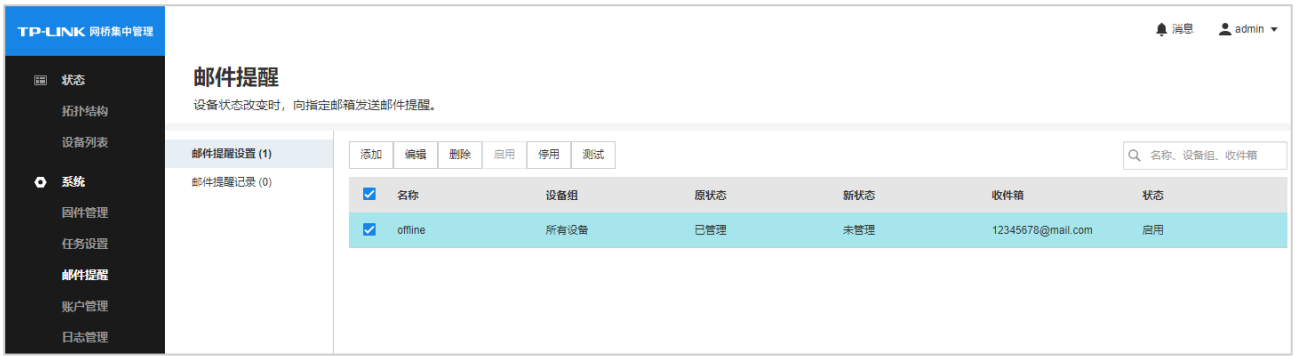 TP-LINK 网桥集中管理
消息 admin
状态
拓扑结构
设备列表
系统
固件管理
任务设置
邮件提醒
账户管理
日志管理
邮件提醒
设备状态改变时，向指定邮箱发送邮件提醒。
邮件提醒设置 (1)
邮件提醒记录 (0)
添加 编辑 删除 启用 停用 测试 名称、设备组、收件箱
名称 设备组 原状态 新状态 收件箱 状态
offline 所有设备 已管理 未管理 12345678@mail.com 启用